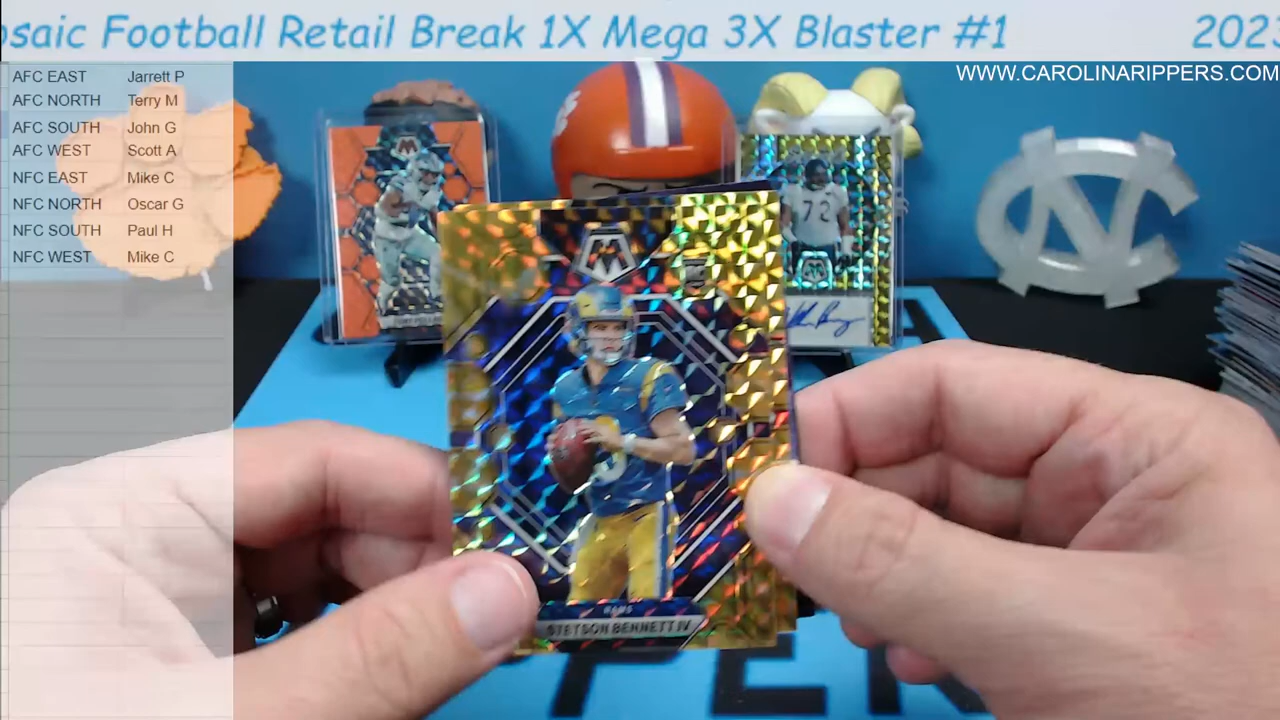 osaic Football Retail Break 1X Mega 3X Blaster #1 2023
WWW.CAROLINARIPPERS.COM
AFC EAST Jarrett P
AFC NORTH Terry M
AFC SOUTH John G
AFC WEST Scott A
NFC EAST Mike C
NFC NORTH Oscar G
NFC SOUTH Paul H
NFC WEST Mike C
72
RAMS
STETSON BENNETT IV